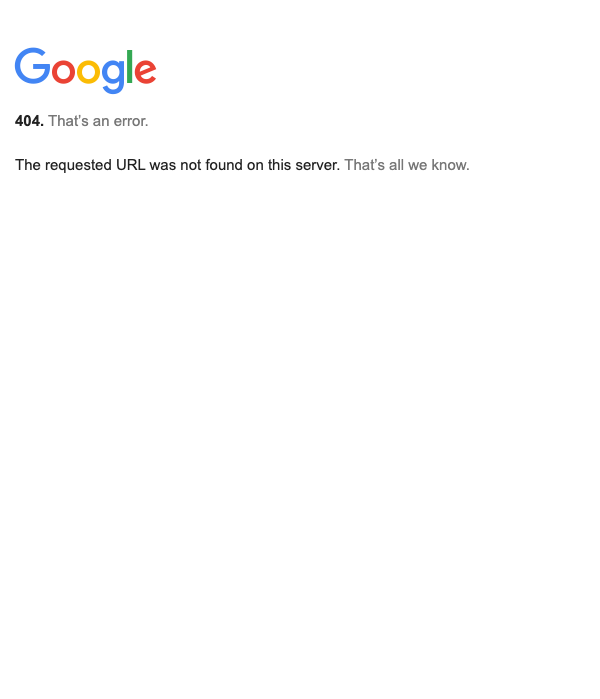 Google
404. That's an error.
The requested URL was not found on this server. That's all we know.